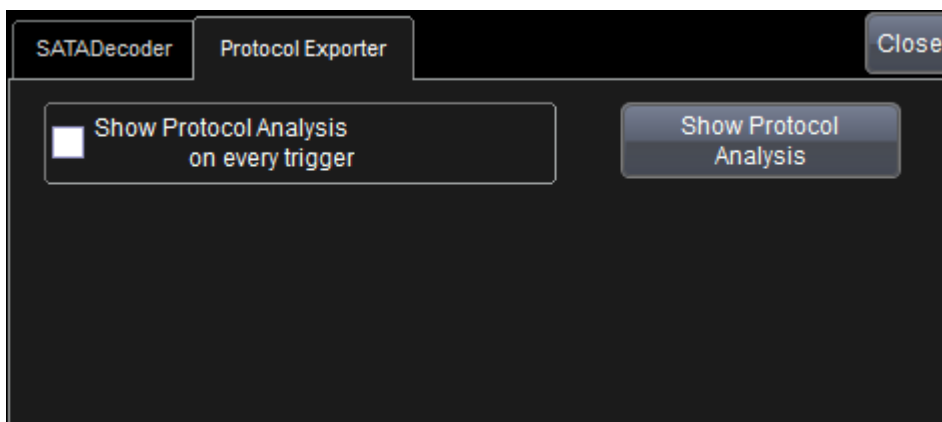 SATADecoder
Protocol Exporter
Close
Show Protocol Analysis
on every trigger
Show Protocol
Analysis